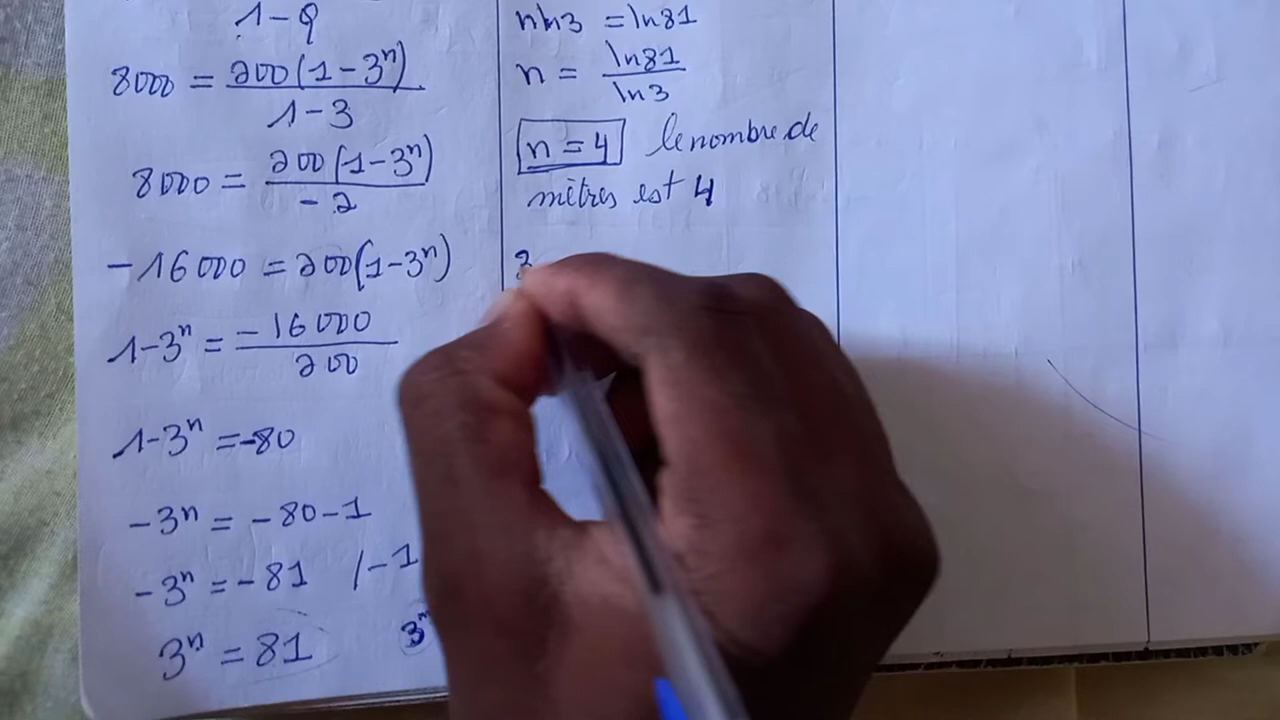 1-q
8000 = 200(1-3ⁿ)
1-3
8000 = 200(1-3ⁿ)
-2
-16000 = 200(1-3ⁿ)
1-3ⁿ = -16000
200
1-3ⁿ = -80
-3ⁿ = -80-1
-3ⁿ = -81 /-1
3ⁿ = 81
3ⁿ
nln3 = ln81
n = ln81
ln3
n = 4 le nombre de
mètres est 4